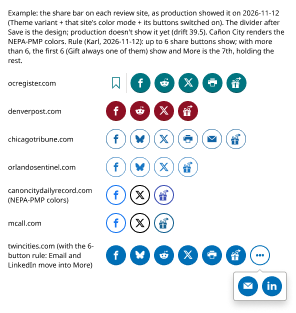 Example: the share bar on each review site, as production showed it on 2026-11-12
(Theme variant + that site's color mode + its buttons switched on). The divider after
Save is the design; production doesn't show it yet (drift 39.5). Cañon City renders the
NEPA-PMP colors. Rule (Karl, 2026-11-12): up to 6 share buttons show; with more
than 6, the first 6 (Gift always one of them) show and More is the 7th, holding the
rest.
ocregister.com
denverpost.com
chicagotribune.com
orlandosentinel.com
canoncitydailyrecord.com
(NEPA-PMP colors)
mcall.com
twincities.com (with the 6-
button rule: Email and
LinkedIn move into More)